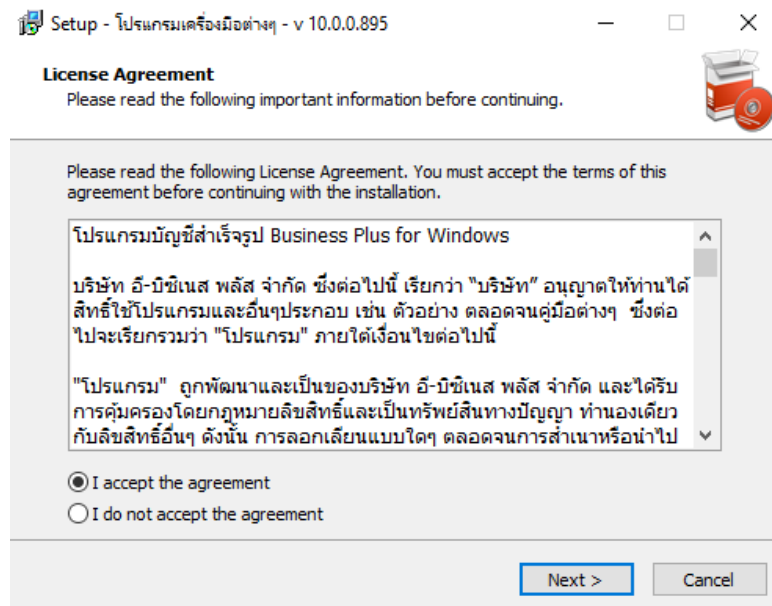 Setup - โปรแกรมเครื่องมือต่างๆ - v 10.0.0.895
License Agreement
Please read the following important information before continuing.
Please read the following License Agreement. You must accept the terms of this
agreement before continuing with the installation.
โปรแกรมบัญชีสำเร็จรูป Business Plus for Windows
บริษัท อี-บิซิเนส พลัส จำกัด ซึ่งต่อไปนี้ เรียกว่า “บริษัท” อนุญาตให้ท่านได้
สิทธิ์ใช้โปรแกรมและอื่นๆประกอบ เช่น ตัวอย่าง ตลอดจนคู่มือต่างๆ ซึ่งต่อ
ไปจะเรียกรวมว่า "โปรแกรม" ภายใต้เงื่อนไขต่อไปนี้
"โปรแกรม" ถูกพัฒนาและเป็นของบริษัท อี-บิซิเนส พลัส จำกัด และได้รับ
การคุ้มครองโดยกฎหมายลิขสิทธิ์และเป็นทรัพย์สินทางปัญญา ทำนองเดียว
กับลิขสิทธิ์อื่นๆ ดังนั้น การลอกเลียนแบบใดๆ ตลอดจนการสำเนาหรือนำไป
I accept the agreement
I do not accept the agreement
Next >
Cancel